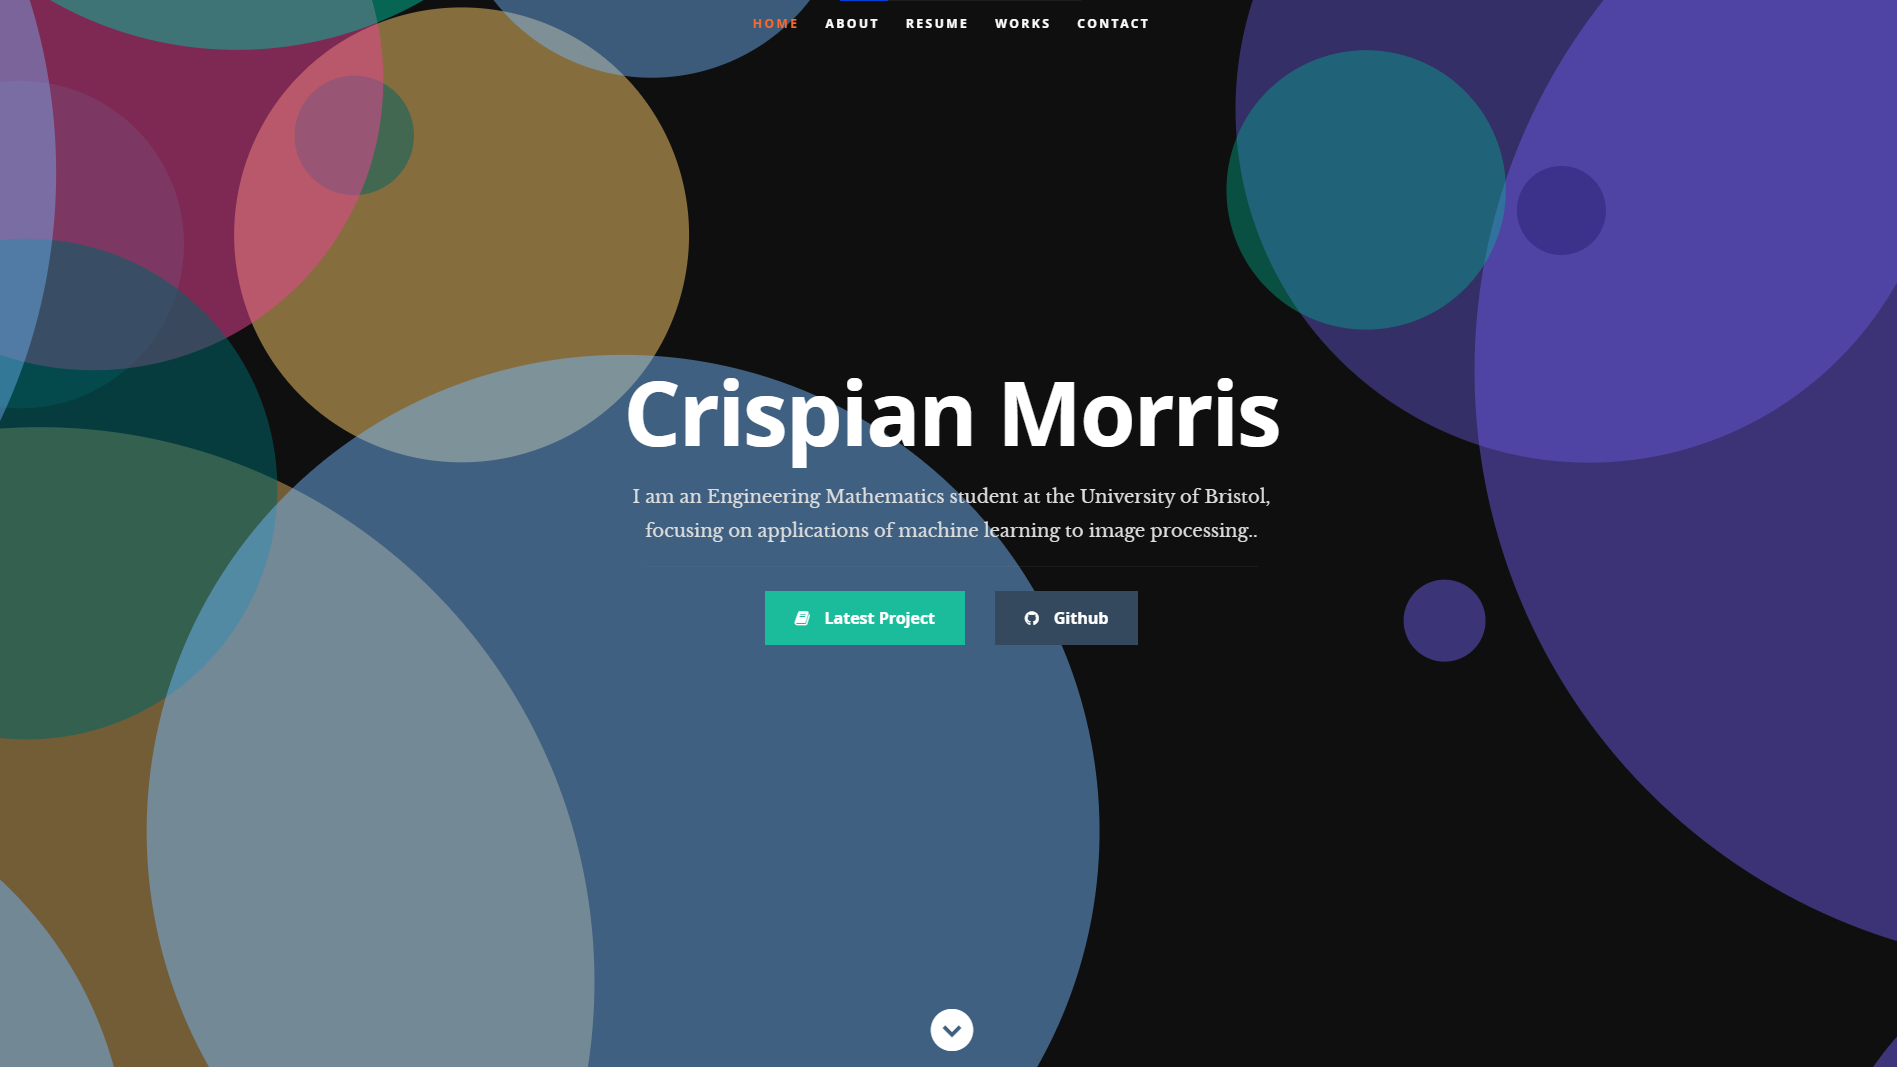 HOME ABOUT RESUME WORKS CONTACT
Crispian Morris
I am an Engineering Mathematics student at the University of Bristol,
focusing on applications of machine learning to image processing..
Latest Project Github